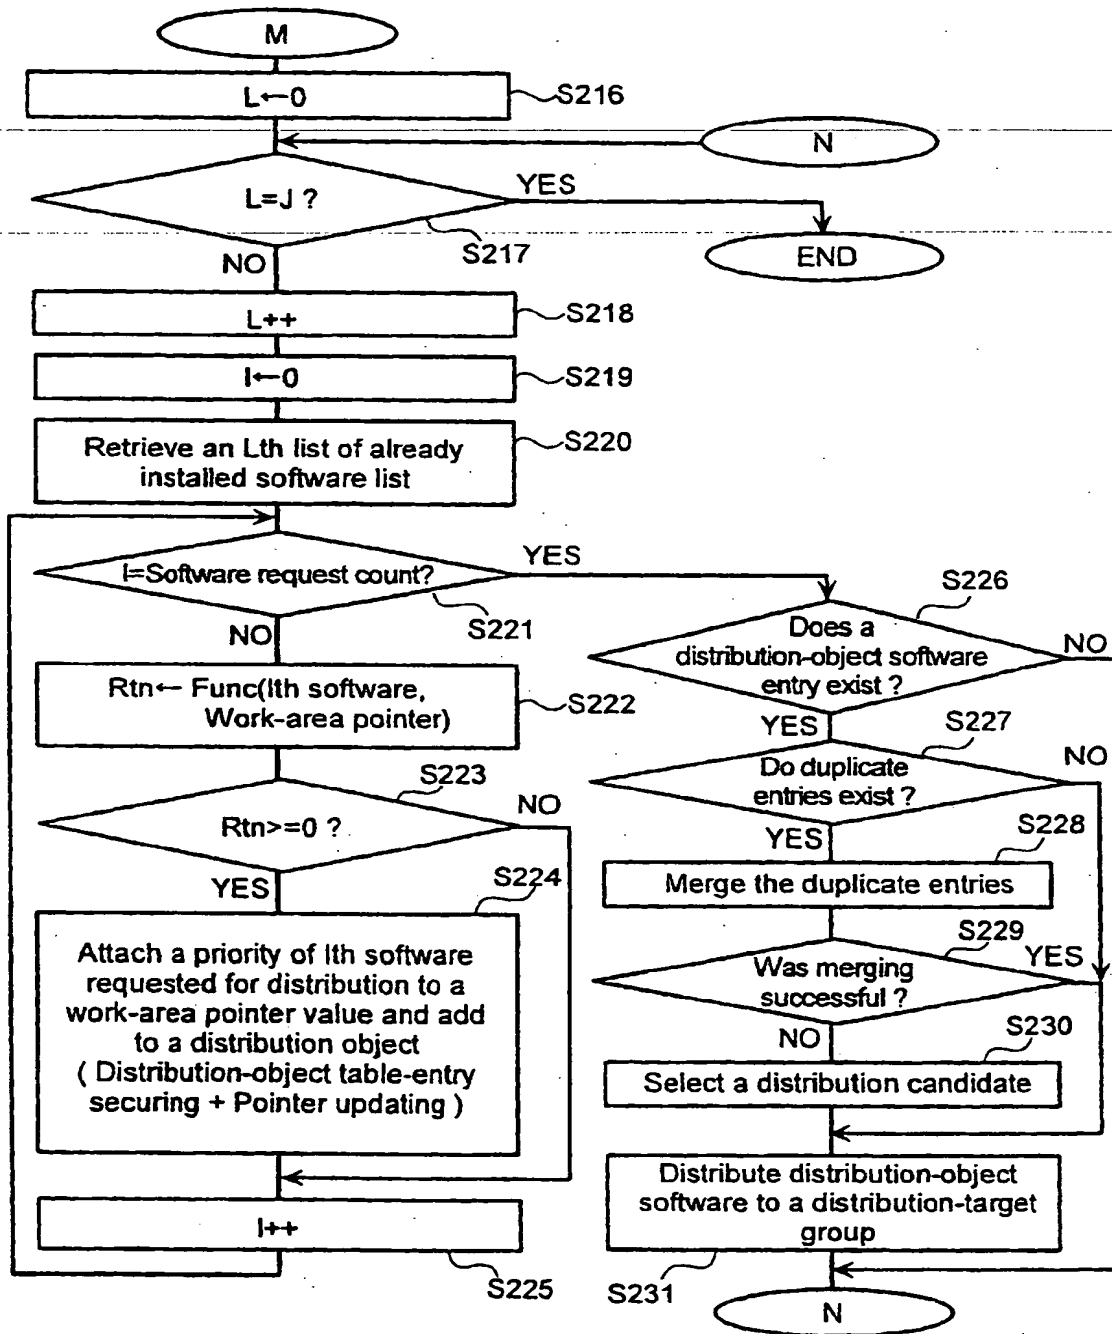 M
L←0
S216
N
L=J ?
YES
S217
NO
END
L++
S218
I←0
S219
Retrieve an Lth list of already
installed software list
S220
I=Software request count?
YES
S221
NO
Rtn← Func(Ith software,
Work-area pointer)
S222
S223
Rtn>=0 ?
NO
YES
S224
Attach a priority of Ith software
requested for distribution to a
work-area pointer value and add
to a distribution object
( Distribution-object table-entry
securing + Pointer updating )
I++
S225
S226
Does a
distribution-object software
entry exist ?
NO
YES
S227
Do duplicate
entries exist ?
NO
YES
S228
Merge the duplicate entries
S229
Was merging
successful ?
YES
NO
S230
Select a distribution candidate
Distribute distribution-object
software to a distribution-target
group
S231
N